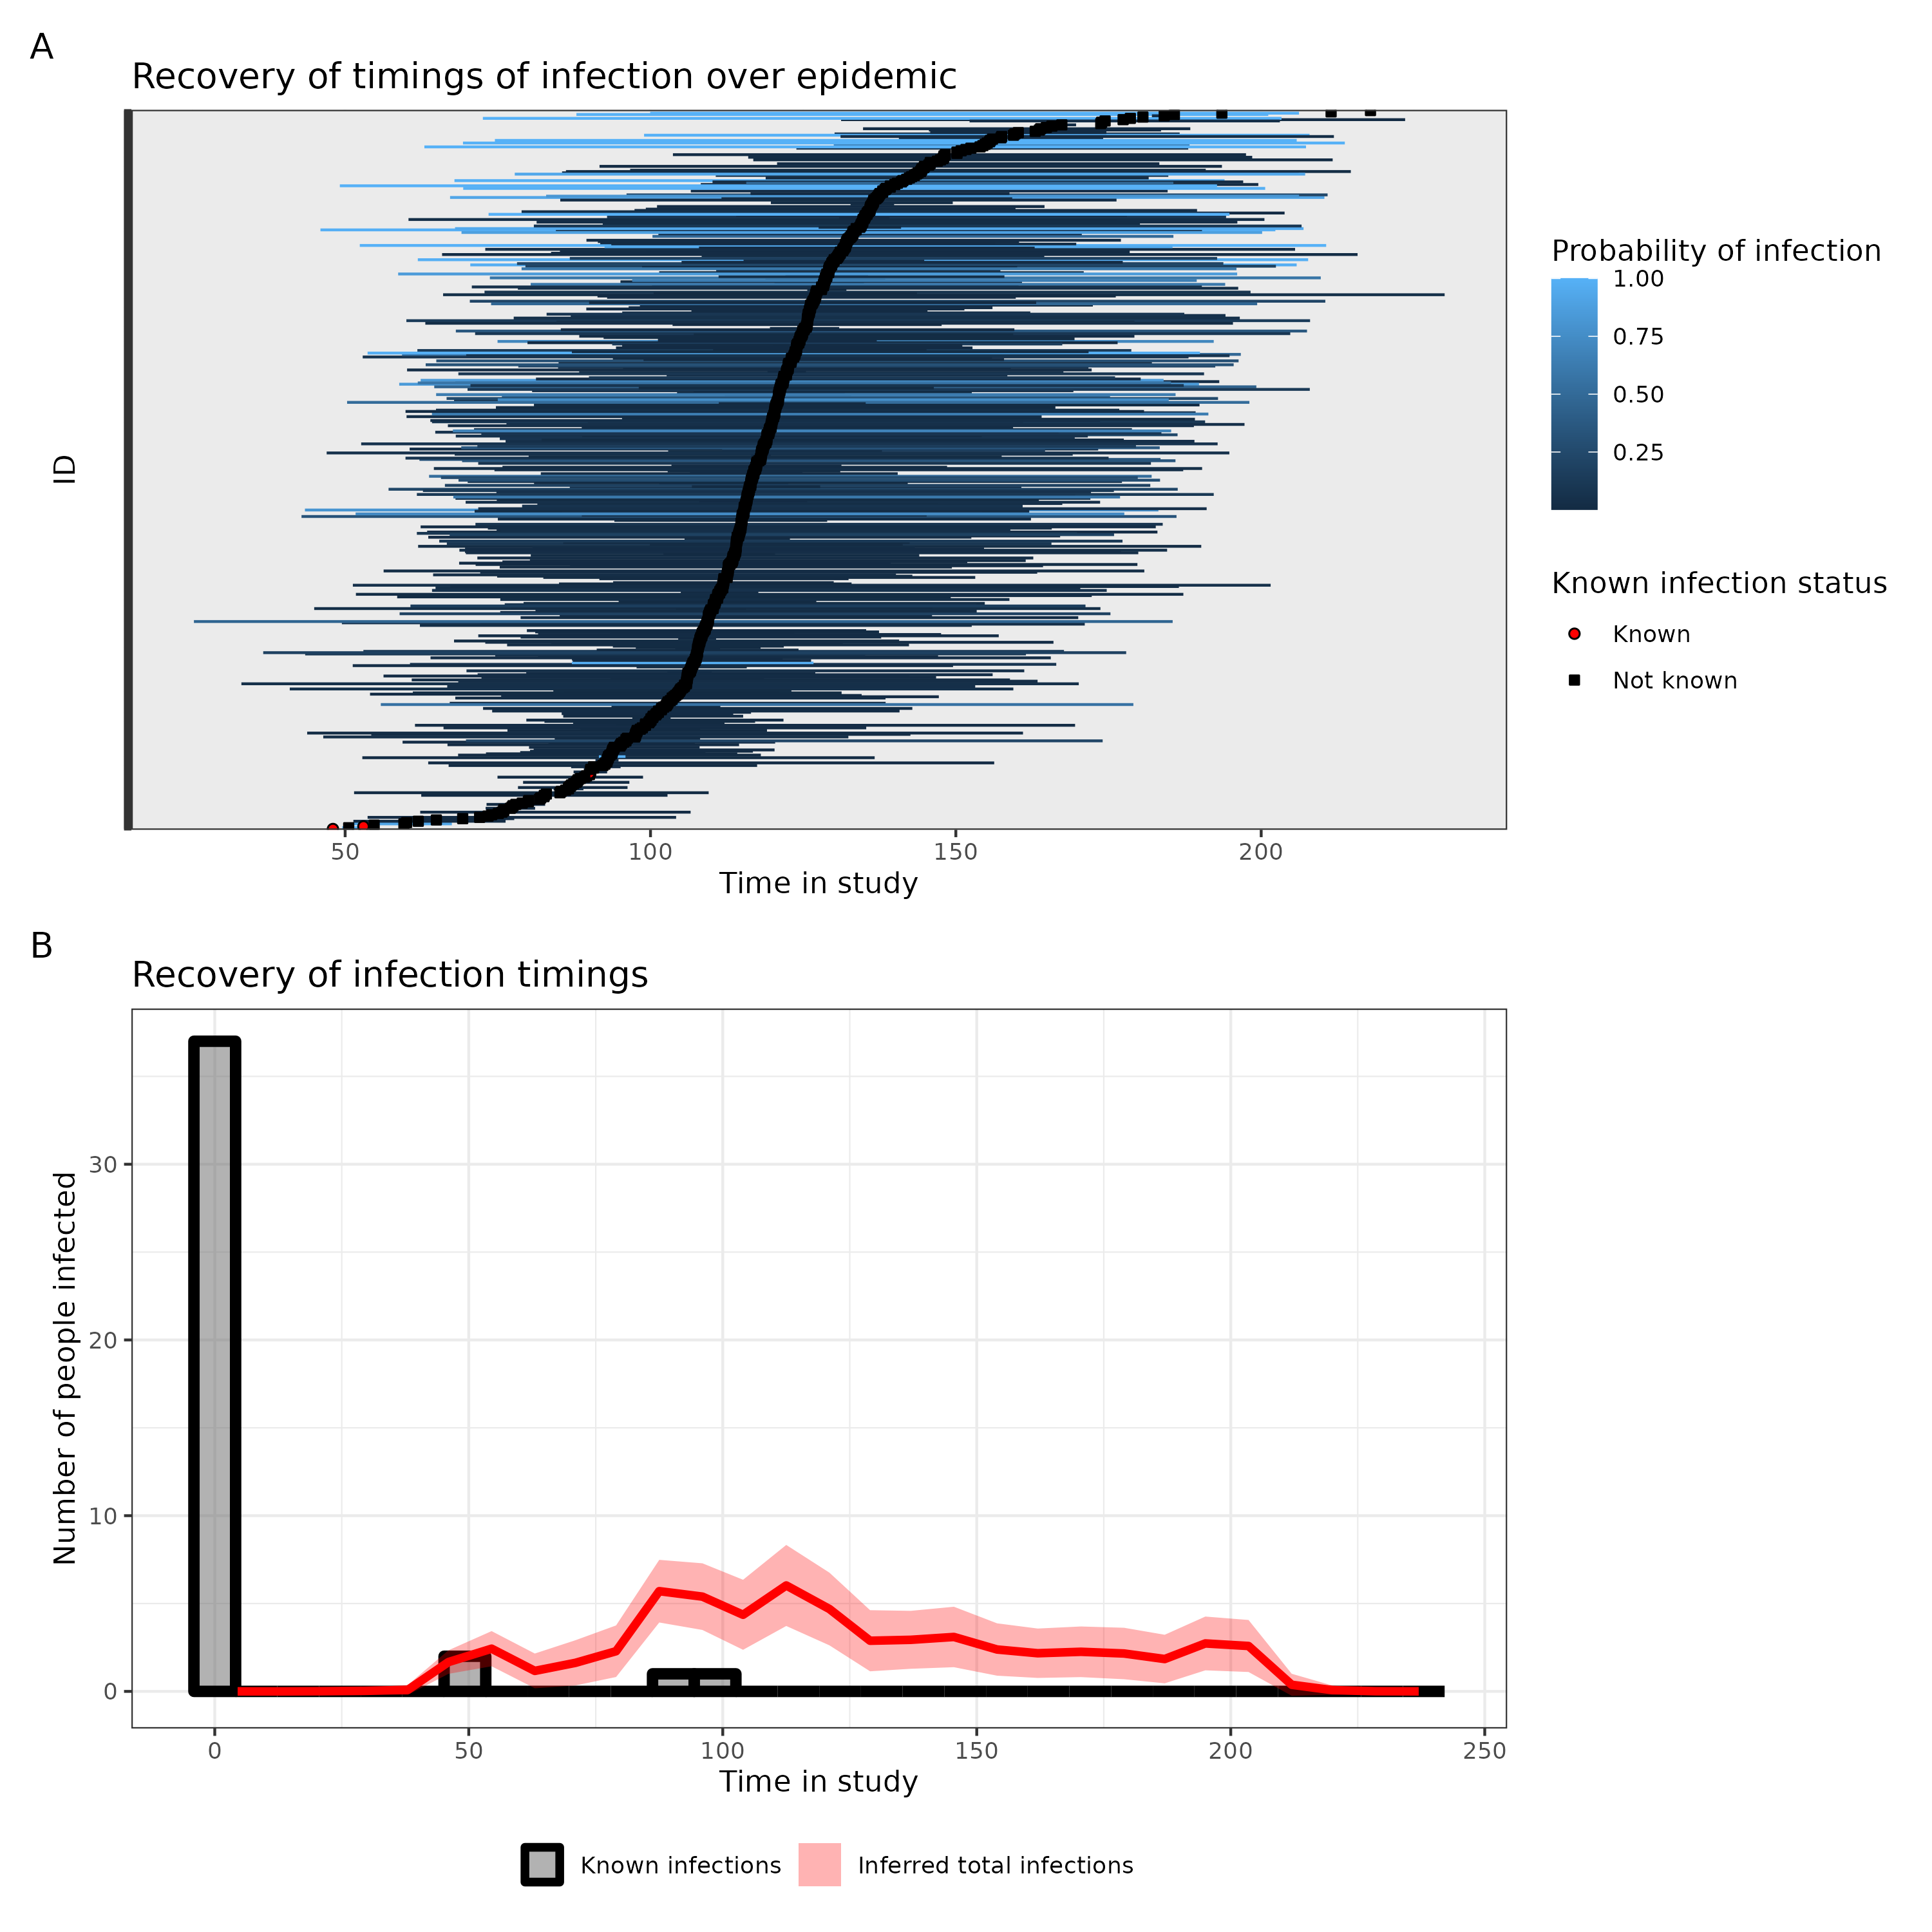 A
Recovery of timings of infection over epidemic
ID
50 100 150 200
Time in study
Probability of infection
1.00
0.75
0.50
0.25
Known infection status
Known
Not known
B
Recovery of infection timings
Number of people infected
30
20
10
0
0 50 100 150 200 250
Time in study
Known infections Inferred total infections